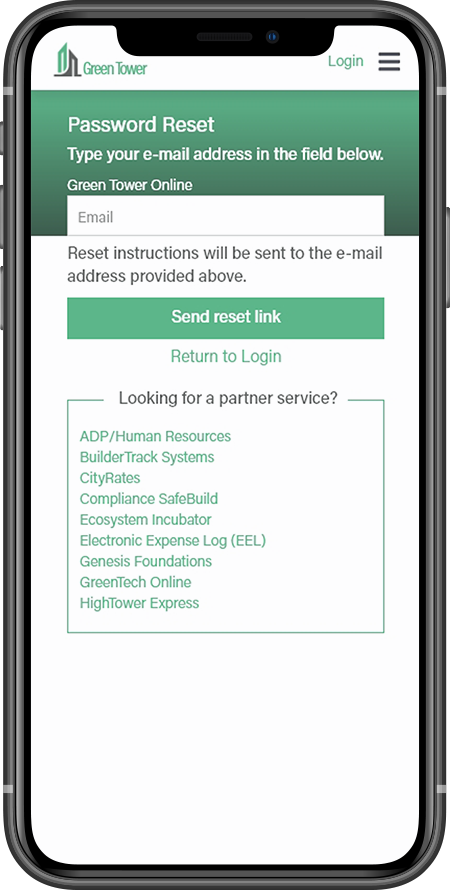 Green Tower
Login
Password Reset
Type your e-mail address in the field below.
Green Tower Online
Email
Reset instructions will be sent to the e-mail
address provided above.
Send reset link
Return to Login
Looking for a partner service?
ADP/Human Resources
BuilderTrack Systems
CityRates
Compliance SafeBuild
Ecosystem Incubator
Electronic Expense Log (EEL)
Genesis Foundations
GreenTech Online
HighTower Express